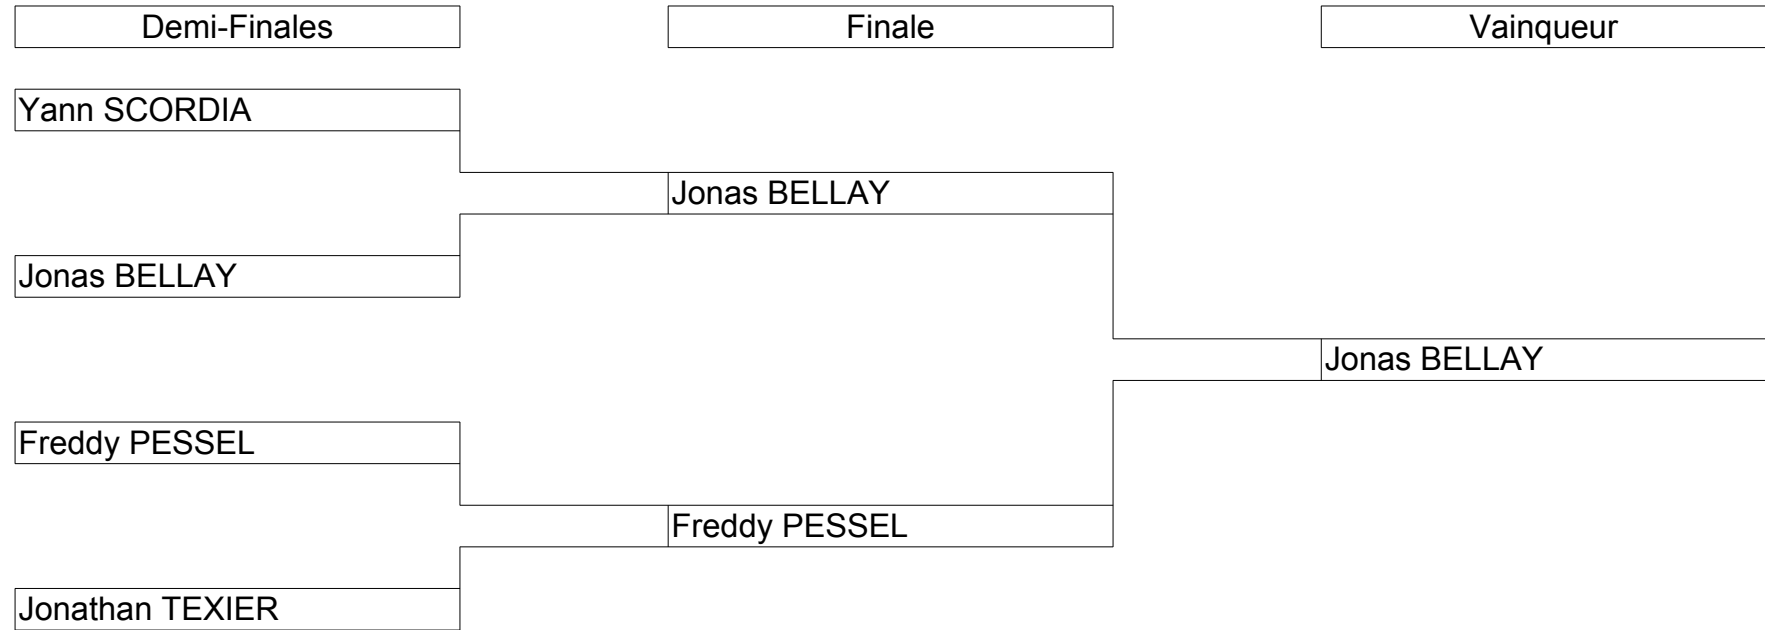 Demi-Finales
Finale
Vainqueur
Yann SCORDIA
Jonas BELLAY
Jonas BELLAY
Jonas BELLAY
Freddy PESSEL
Freddy PESSEL
Jonathan TEXIER